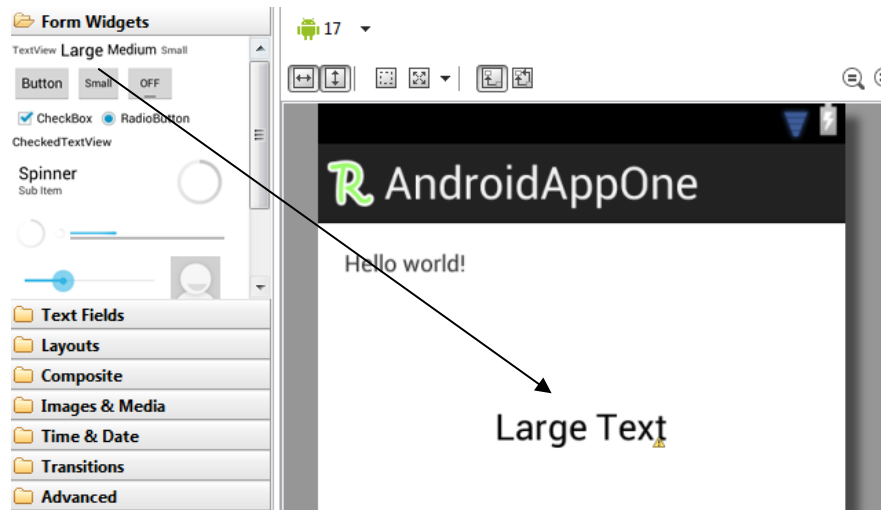 Form Widgets
TextView Large Medium Small
Button Small OFF
CheckBox RadioButton
CheckedTextView
Spinner
Sub Item
Text Fields
Layouts
Composite
Images & Media
Time & Date
Transitions
Advanced
17
R AndroidAppOne
Hello world!
Large Text